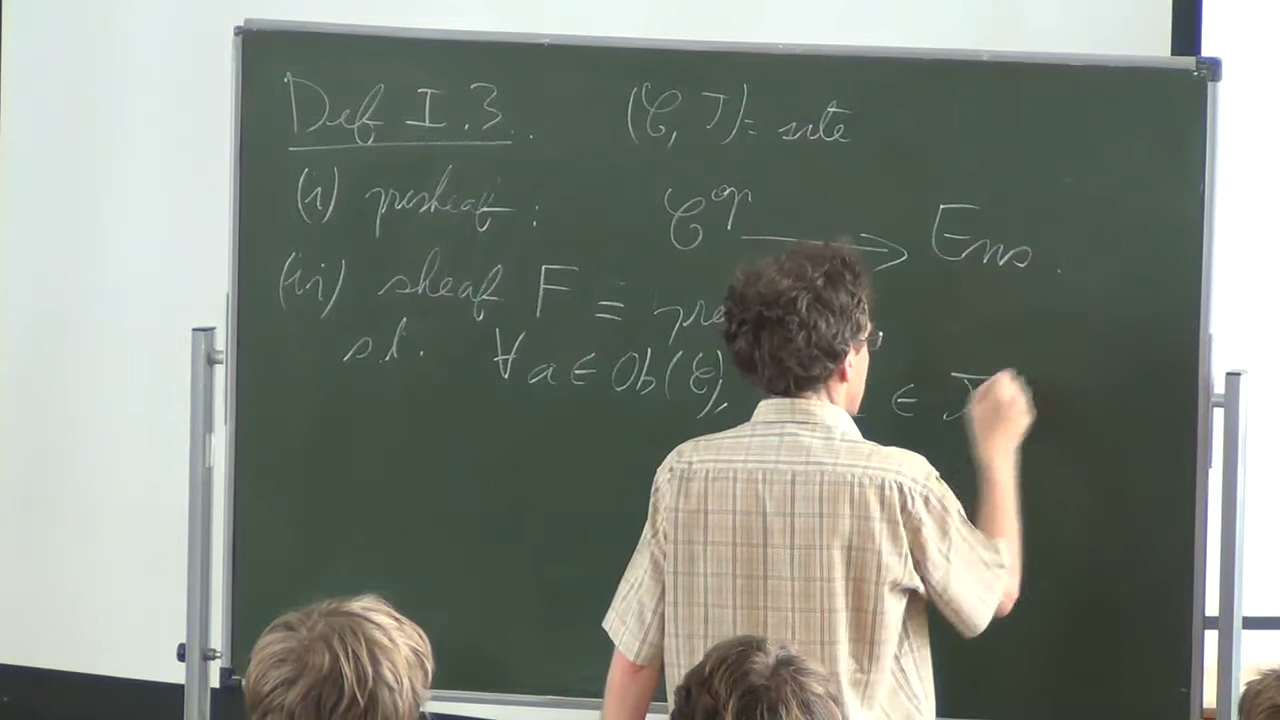 Def I.3. (𝒞, J) = site
(i) presheaf : 𝒞^op → Ens.
(ii) sheaf F = pre
s.t. ∀ a ∈ Ob(𝒞), ∈ J